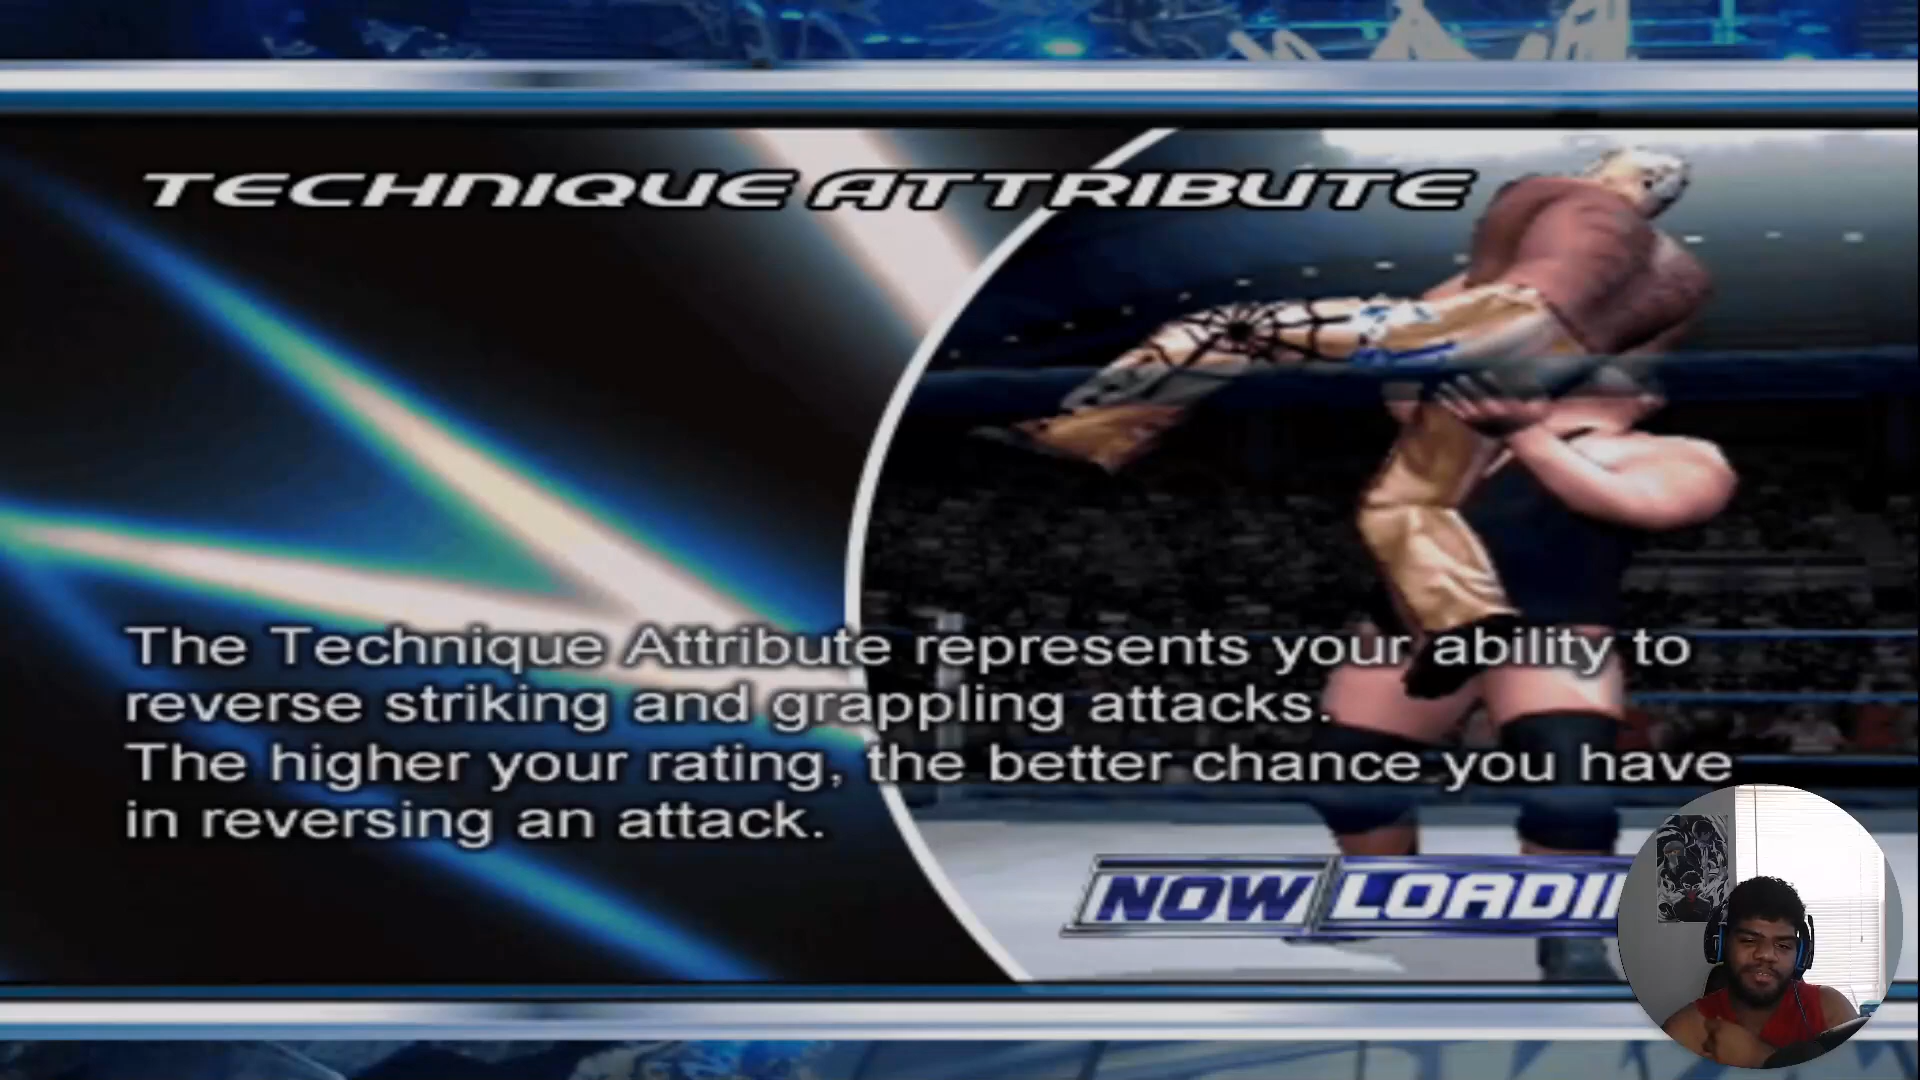 TECHNIQUE ATTRIBUTE
The Technique Attribute represents your ability to
reverse striking and grappling attacks.
The higher your rating, the better chance you have
in reversing an attack.
NOW LOADIN